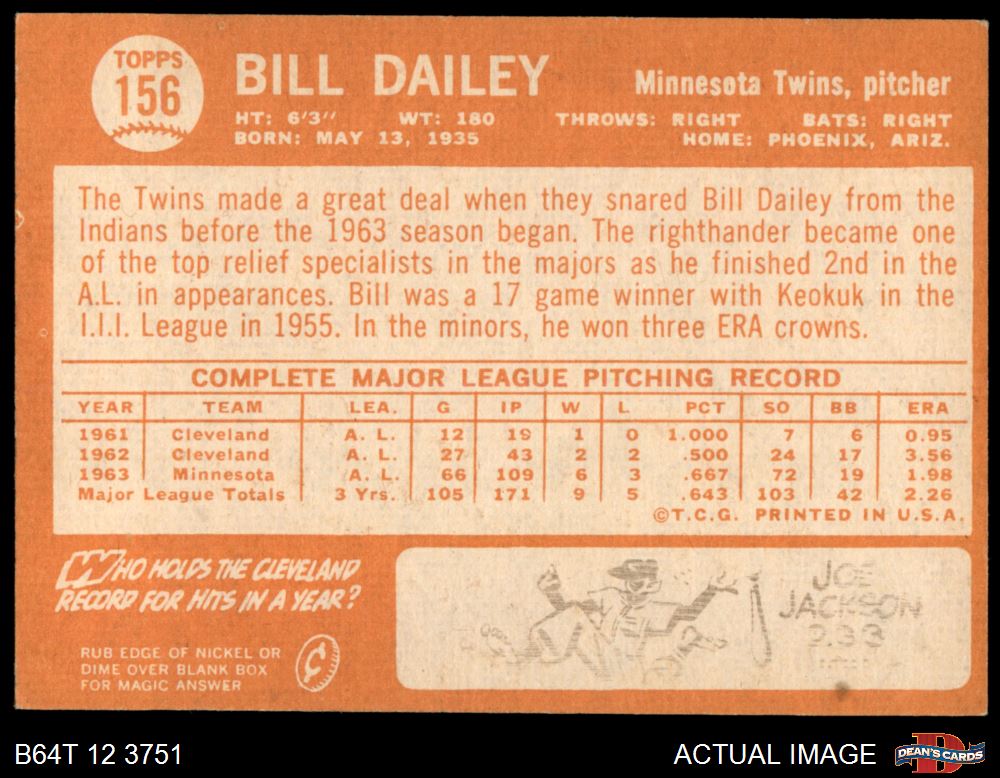 TOPPS
156
BILL DAILEY
Minnesota Twins, pitcher
HT: 6'3" WT: 180 THROWS: RIGHT BATS: RIGHT
BORN: MAY 13, 1935 HOME: PHOENIX, ARIZ.
The Twins made a great deal when they snared Bill Dailey from the
Indians before the 1963 season began. The righthander became one
of the top relief specialists in the majors as he finished 2nd in the
A.L. in appearances. Bill was a 17 game winner with Keokuk in the
I.I.I. League in 1955. In the minors, he won three ERA crowns.
COMPLETE MAJOR LEAGUE PITCHING RECORD
YEAR TEAM LEA. G IP W L PCT SO BB ERA
1961 Cleveland A. L. 12 19 1 0 1.000 7 6 0.95
1962 Cleveland A. L. 27 43 2 2 .500 24 17 3.56
1963 Minnesota A. L. 66 109 6 3 .667 72 19 1.98
Major League Totals 3 Yrs. 105 171 9 5 .643 103 42 2.26
©T.C.G. PRINTED IN U.S.A.
WHO HOLDS THE CLEVELAND
RECORD FOR HITS IN A YEAR?
RUB EDGE OF NICKEL OR
DIME OVER BLANK BOX
FOR MAGIC ANSWER
JOE
JACKSON
233
B64T 12 3751
ACTUAL IMAGE
DEAN'S CARDS